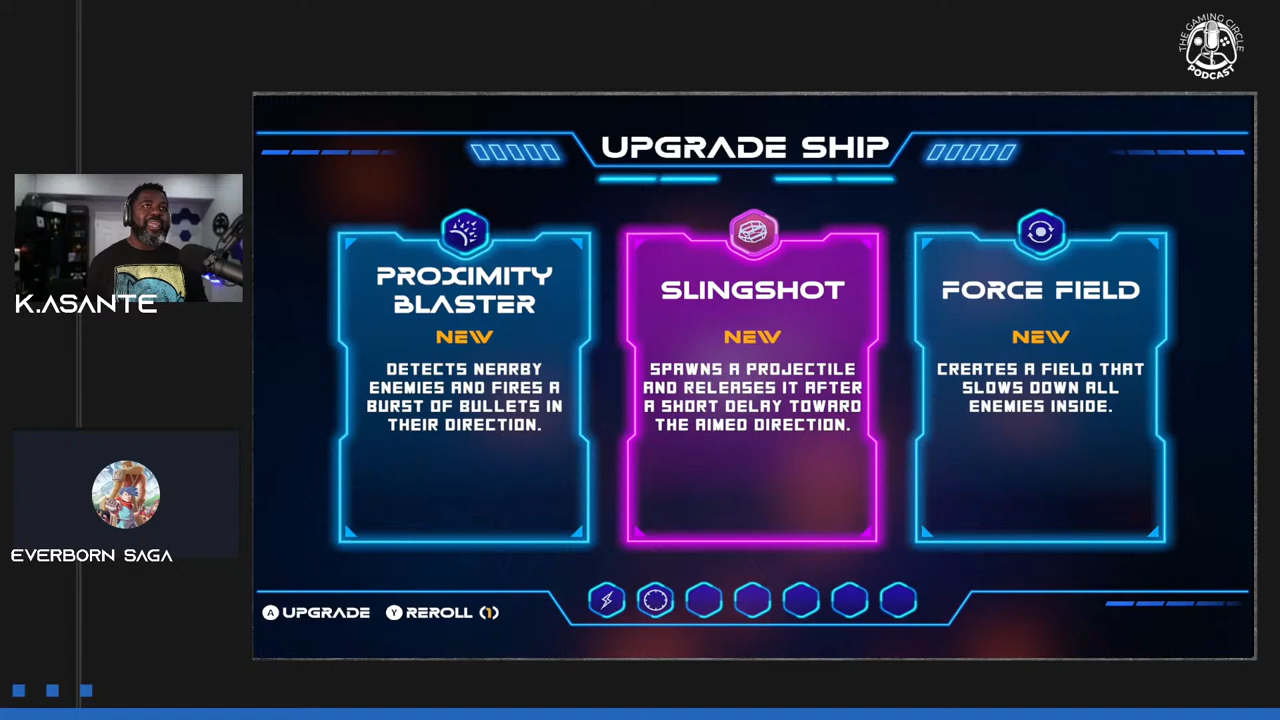 THE GAMING CIRCLE
PODCAST
UPGRADE SHIP
PROXIMITY
BLASTER
NEW
DETECTS NEARBY
ENEMIES AND FIRES A
BURST OF BULLETS IN
THEIR DIRECTION.
SLINGSHOT
NEW
SPAWNS A PROJECTILE
AND RELEASES IT AFTER
A SHORT DELAY TOWARD
THE AIMED DIRECTION.
FORCE FIELD
NEW
CREATES A FIELD THAT
SLOWS DOWN ALL
ENEMIES INSIDE.
K.ASANTE
EVERBORN SAGA
A UPGRADE Y REROLL (1)